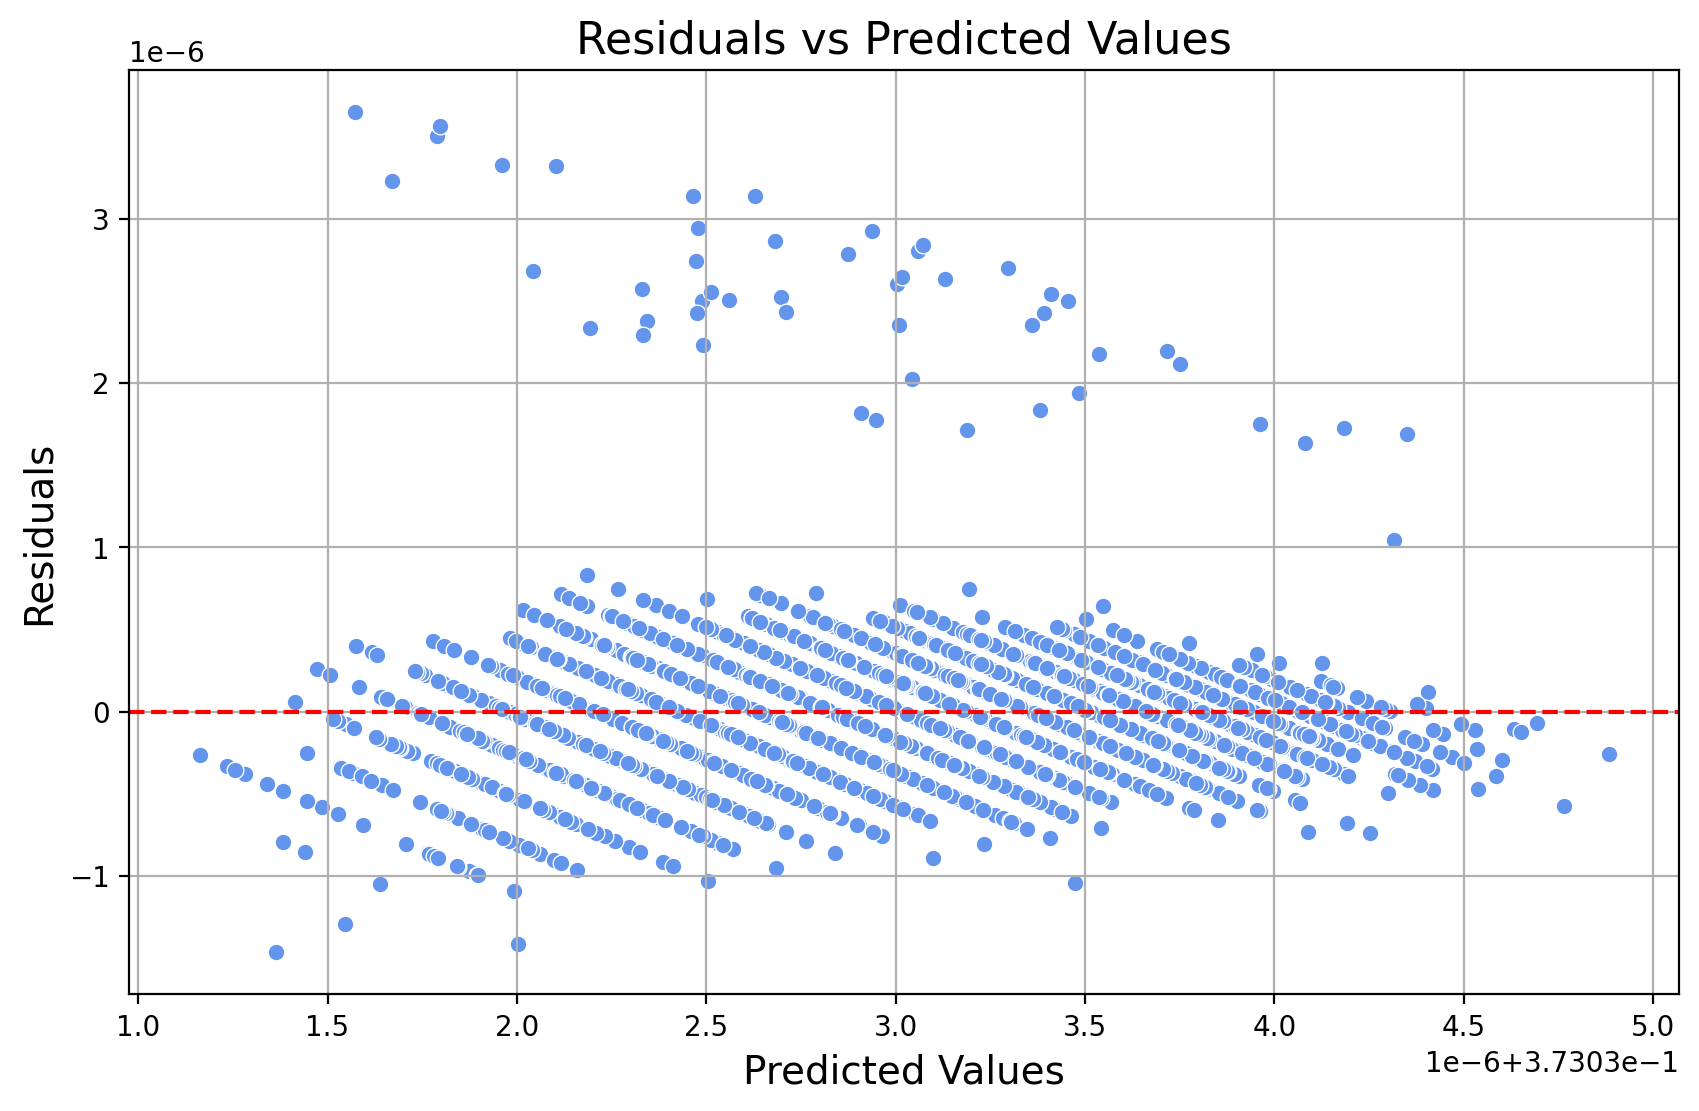 Residuals vs Predicted Values
1e−6
3
2
1
0
−1
Residuals
1.0 1.5 2.0 2.5 3.0 3.5 4.0 4.5 5.0
Predicted Values
1e−6+3.7303e−1